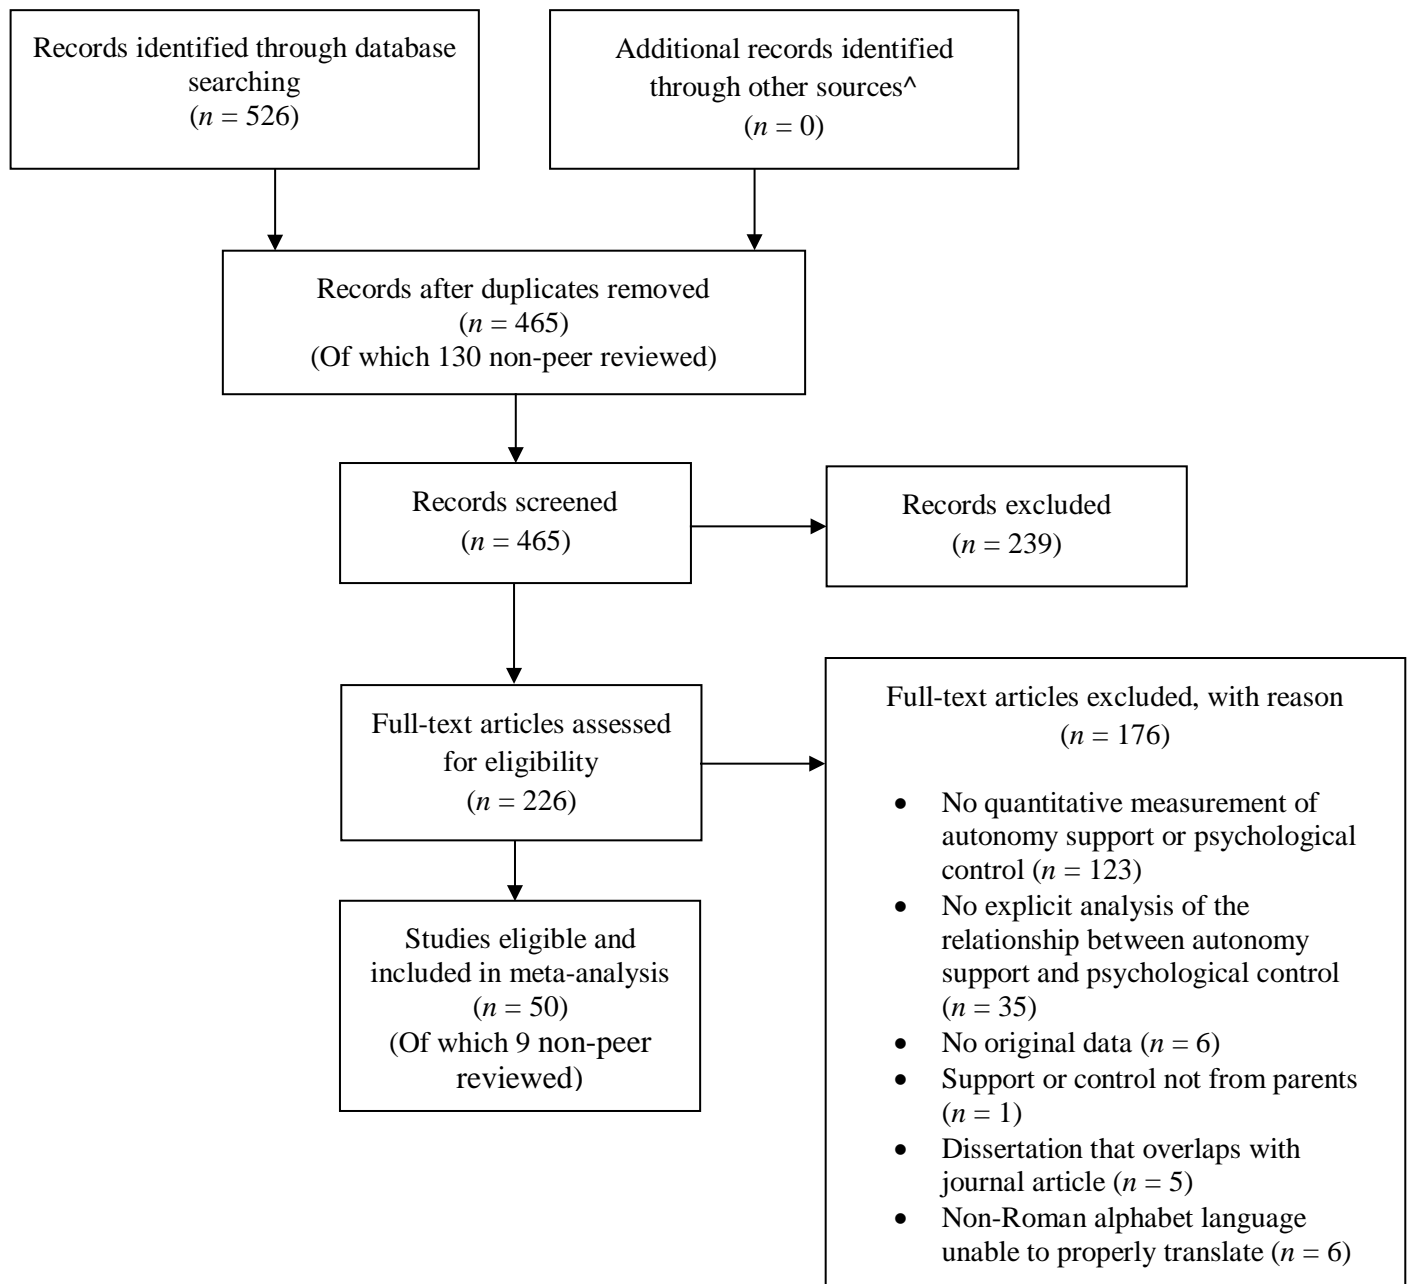 Records identified through database
searching
(n = 526)
Additional records identified
through other sources^
(n = 0)
Records after duplicates removed
(n = 465)
(Of which 130 non-peer reviewed)
Records screened
(n = 465)
Records excluded
(n = 239)
Full-text articles assessed
for eligibility
(n = 226)
Full-text articles excluded, with reason
(n = 176)
• No quantitative measurement of
autonomy support or psychological
control (n = 123)
• No explicit analysis of the
relationship between autonomy
support and psychological control
(n = 35)
• No original data (n = 6)
• Support or control not from parents
(n = 1)
• Dissertation that overlaps with
journal article (n = 5)
• Non-Roman alphabet language
unable to properly translate (n = 6)
Studies eligible and
included in meta-analysis
(n = 50)
(Of which 9 non-peer
reviewed)